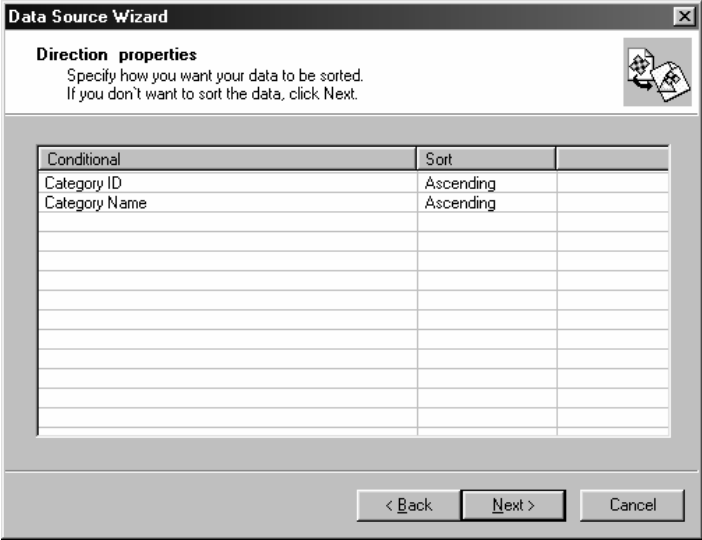 Data Source Wizard
Direction properties
Specify how you want your data to be sorted.
If you don`t want to sort the data, click Next.
Conditional Sort
Category ID Ascending
Category Name Ascending
< Back Next > Cancel